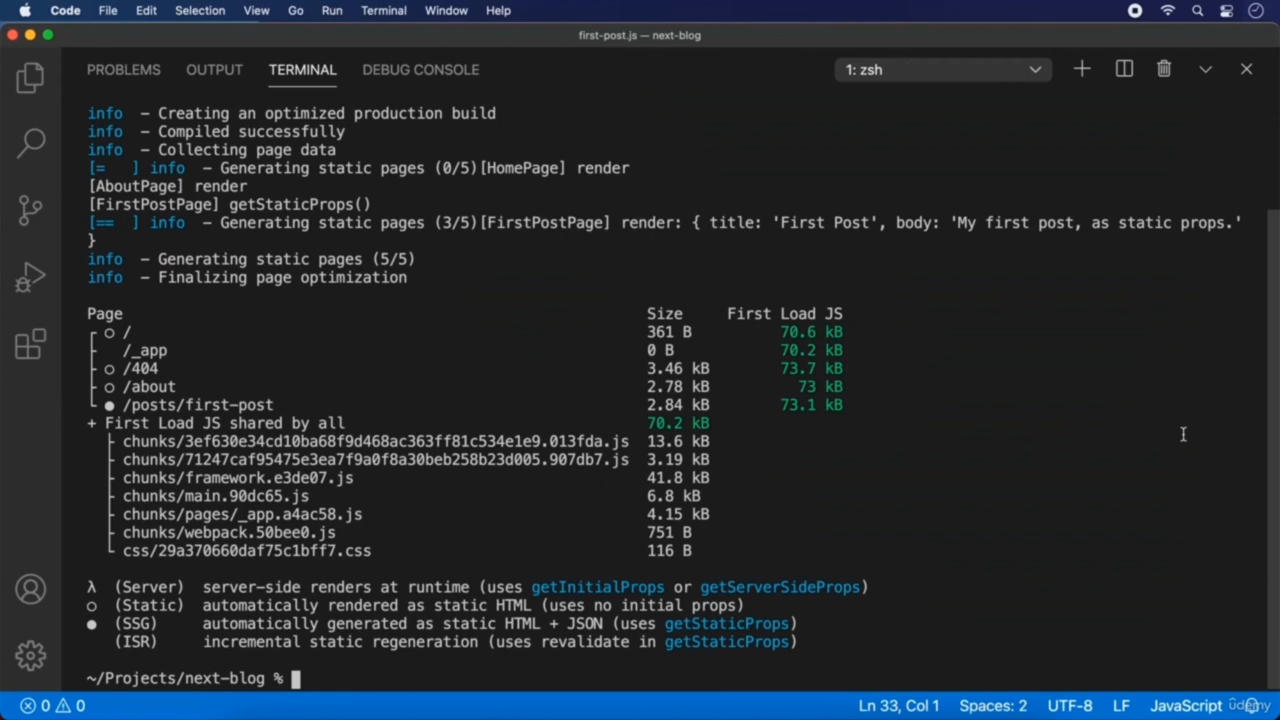 Code File Edit Selection View Go Run Terminal Window Help
first-post.js — next-blog
PROBLEMS OUTPUT TERMINAL DEBUG CONSOLE 1: zsh
info – Creating an optimized production build
info – Compiled successfully
info – Collecting page data
[= ] info – Generating static pages (0/5)[HomePage] render
[AboutPage] render
[FirstPostPage] getStaticProps()
[== ] info – Generating static pages (3/5)[FirstPostPage] render: { title: 'First Post', body: 'My first post, as static props.'
}
info – Generating static pages (5/5)
info – Finalizing page optimization
Page Size First Load JS
┌ ○ / 361 B 70.6 kB
├ /_app 0 B 70.2 kB
├ ○ /404 3.46 kB 73.7 kB
├ ○ /about 2.78 kB 73 kB
└ ● /posts/first-post 2.84 kB 73.1 kB
+ First Load JS shared by all 70.2 kB
├ chunks/3ef630e34cd10ba68f9d468ac363ff81c534e1e9.013fda.js 13.6 kB
├ chunks/71247caf95475e3ea7f9a0f8a30beb258b23d005.907db7.js 3.19 kB
├ chunks/framework.e3de07.js 41.8 kB
├ chunks/main.90dc65.js 6.8 kB
├ chunks/pages/_app.a4ac58.js 4.15 kB
├ chunks/webpack.50bee0.js 751 B
└ css/29a370660daf75c1bff7.css 116 B
λ (Server) server-side renders at runtime (uses getInitialProps or getServerSideProps)
○ (Static) automatically rendered as static HTML (uses no initial props)
● (SSG) automatically generated as static HTML + JSON (uses getStaticProps)
(ISR) incremental static regeneration (uses revalidate in getStaticProps)
~/Projects/next-blog %
0 0 Ln 33, Col 1 Spaces: 2 UTF-8 LF JavaScript udemy